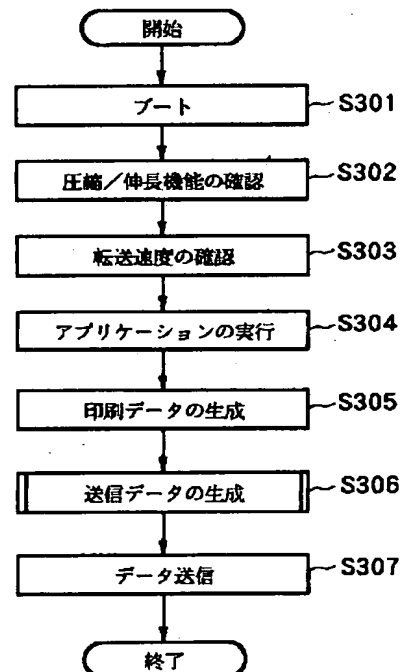 開始
ブート S301
圧縮/伸長機能の確認 S302
転送速度の確認 S303
アプリケーションの実行 S304
印刷データの生成 S305
送信データの生成 S306
データ送信 S307
終了